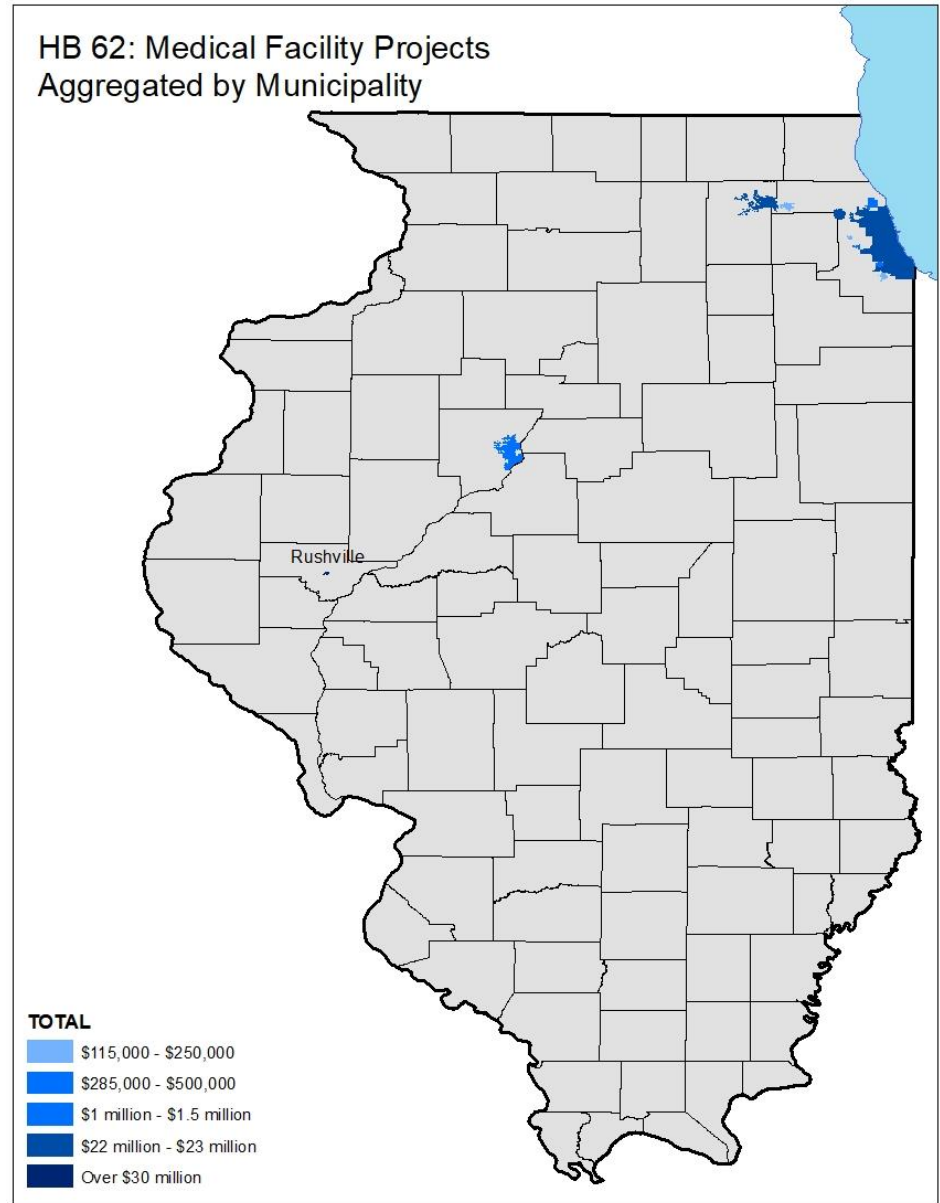 HB 62: Medical Facility Projects
Aggregated by Municipality
Rushville
TOTAL
$115,000 - $250,000
$285,000 - $500,000
$1 million - $1.5 million
$22 million - $23 million
Over $30 million